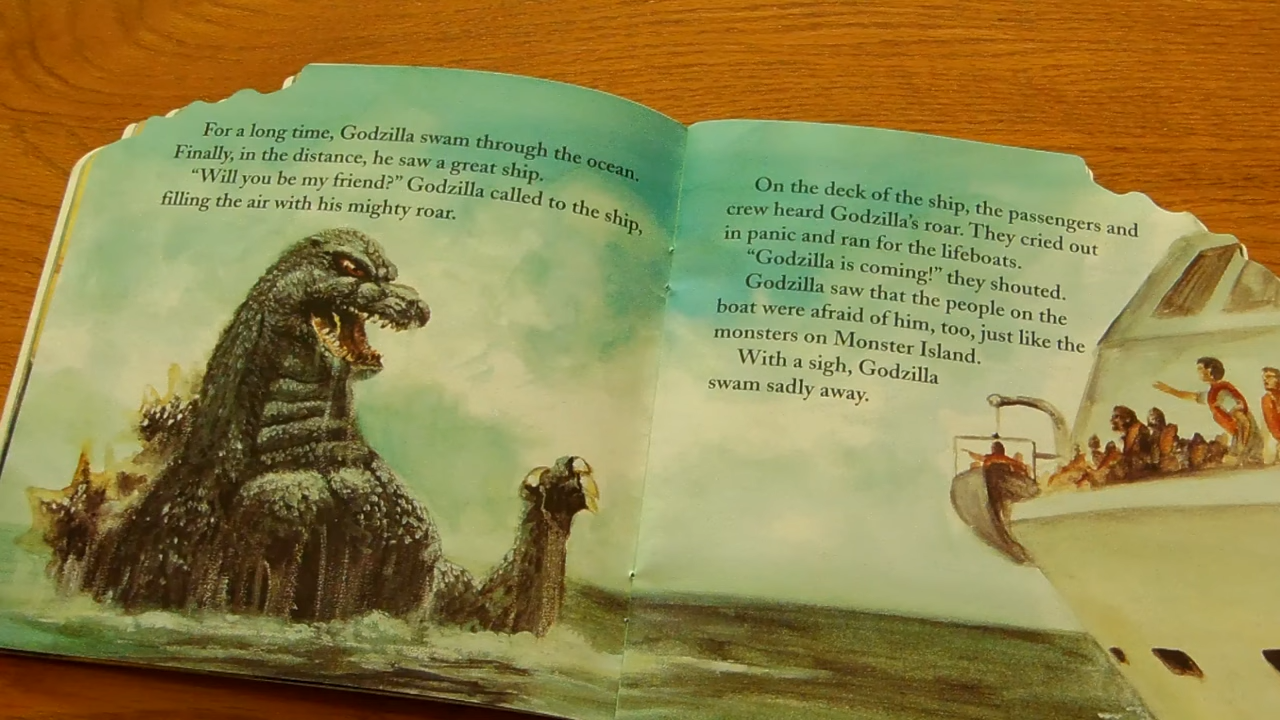 For a long time, Godzilla swam through the ocean.
Finally, in the distance, he saw a great ship.
“Will you be my friend?” Godzilla called to the ship,
filling the air with his mighty roar.
On the deck of the ship, the passengers and
crew heard Godzilla’s roar. They cried out
in panic and ran for the lifeboats.
“Godzilla is coming!” they shouted.
Godzilla saw that the people on the
boat were afraid of him, too, just like the
monsters on Monster Island.
With a sigh, Godzilla
swam sadly away.